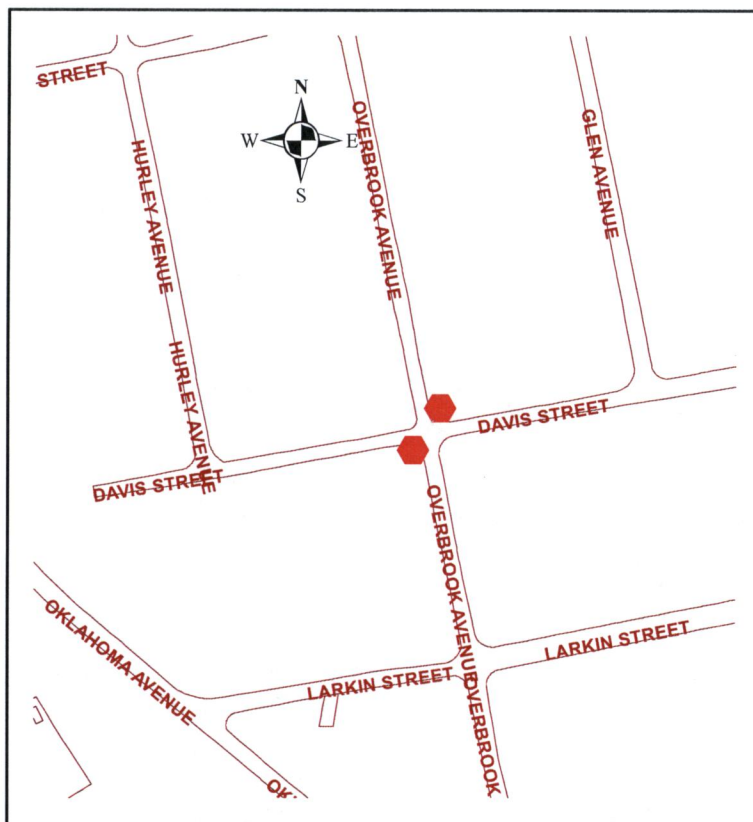 STREET
N
W
E
S
OVERBROOK AVENUE
GLEN AVENUE
HURLEY AVENUE
HURLEY AVENUE
DAVIS STREET
DAVIS STREET
OVERBROOK AVENUE
OKLAHOMA AVENUE
LARKIN STREET
LARKIN STREET
OVERBROOK